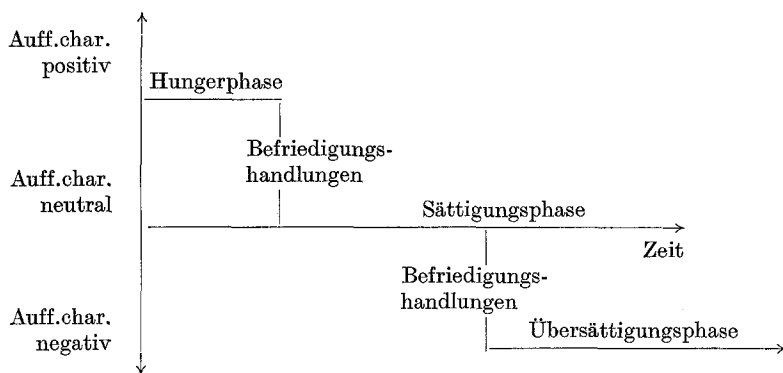 Auff.char.
positiv
Hungerphase
Befriedigungs-
handlungen
Auff.char.
neutral
Sättigungsphase
Zeit
Befriedigungs-
handlungen
Auff.char.
negativ
Übersättigungsphase